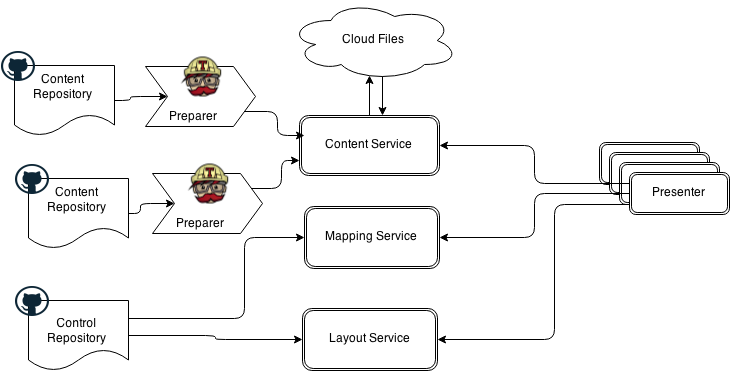 Cloud Files
Content
Repository
T
Preparer
Content Service
Content
Repository
T
Preparer
Presenter
Mapping Service
Control
Repository
Layout Service